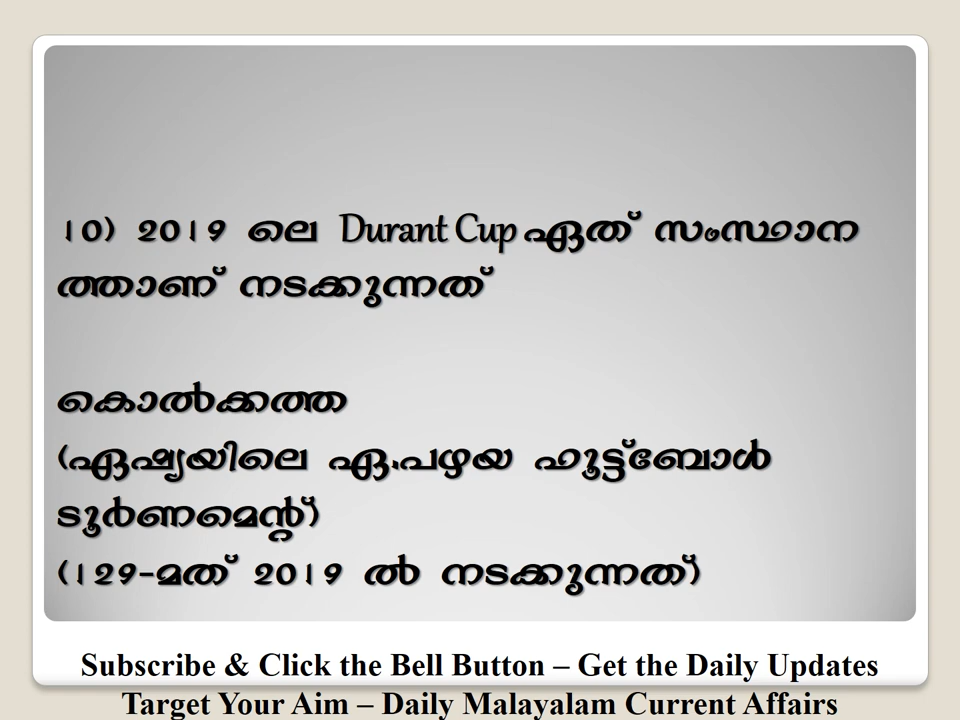 10) 2019 ലെ Durant Cup ഏത് സംസ്ഥാന
ത്താണ് നടക്കുന്നത്
കൊൽക്കത്ത
(ഏഷ്യയിലെ ഏ.പഴയ ഫൂട്ട്ബോൾ
ടൂർണമെന്റ്)
(129-മത് 2019 ൽ നടക്കുന്നത്)
Subscribe & Click the Bell Button – Get the Daily Updates
Target Your Aim – Daily Malayalam Current Affairs